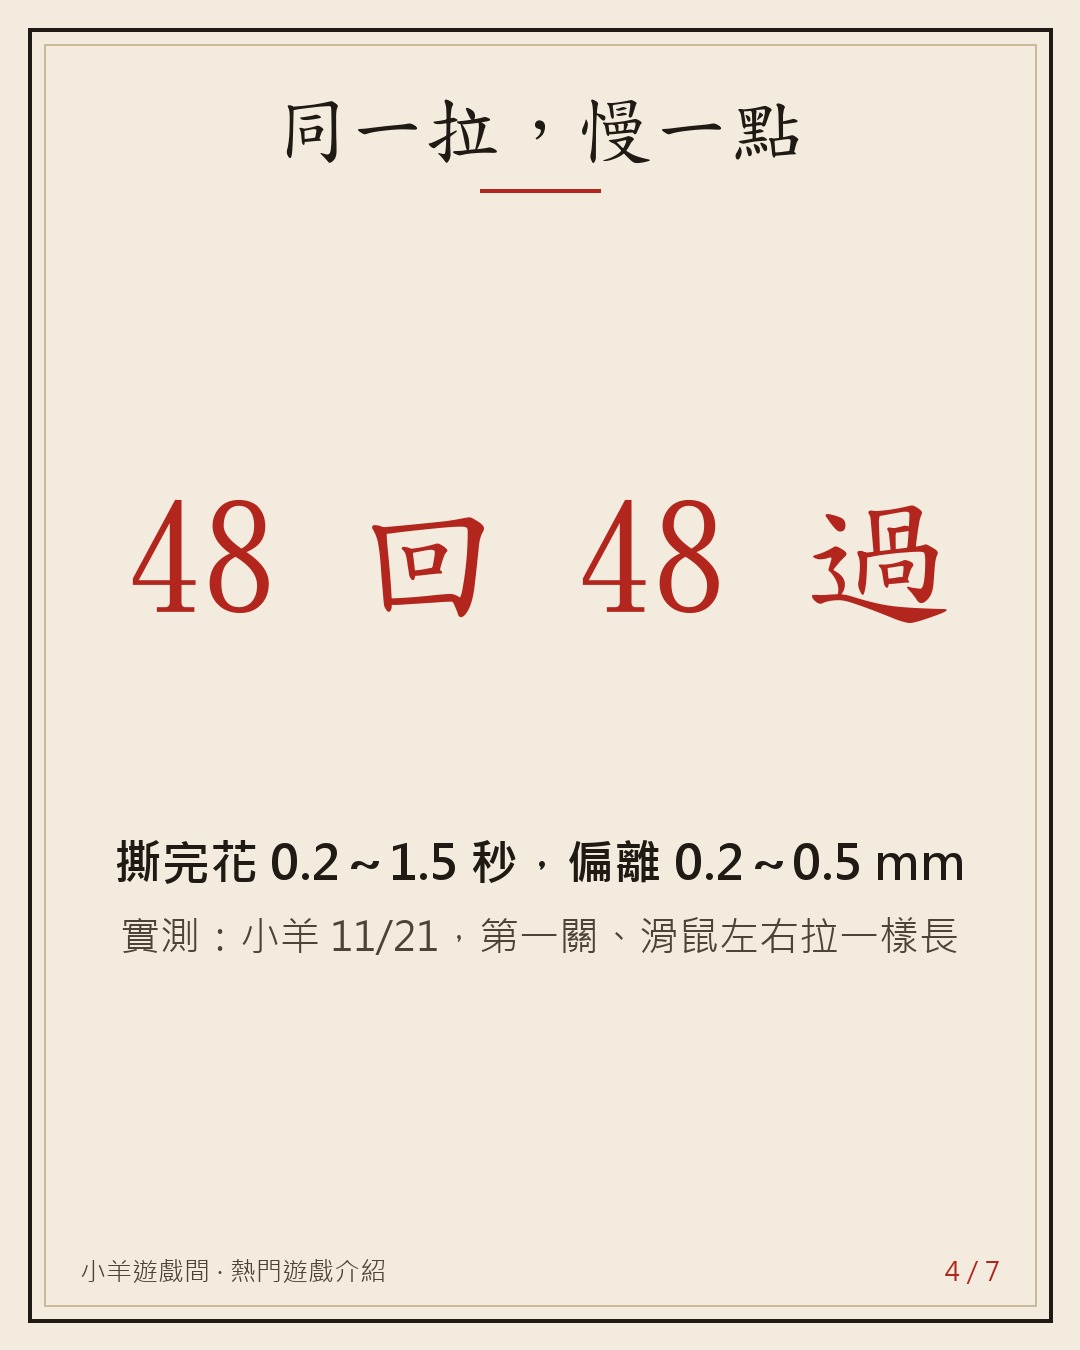 同一拉，慢一點
48 回 48 過
撕完花 0.2～1.5 秒，偏離 0.2～0.5 mm
實測：小羊 11/21，第一關、滑鼠左右拉一樣長
小羊遊戲間 · 熱門遊戲介紹
4 / 7